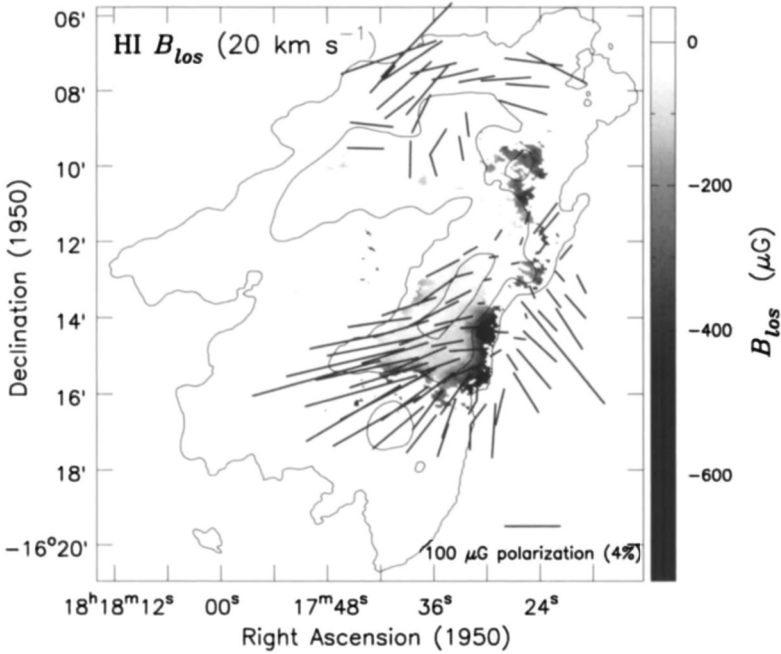 HI B_los (20 km s⁻¹)
06'
08'
10'
12'
14'
16'
18'
−16°20'
Declination (1950)
18ʰ18ᵐ12ˢ 00ˢ 17ᵐ48ˢ 36ˢ 24ˢ
Right Ascension (1950)
100 μG polarization (4%)
0
−200
−400
−600
B_los (μG)